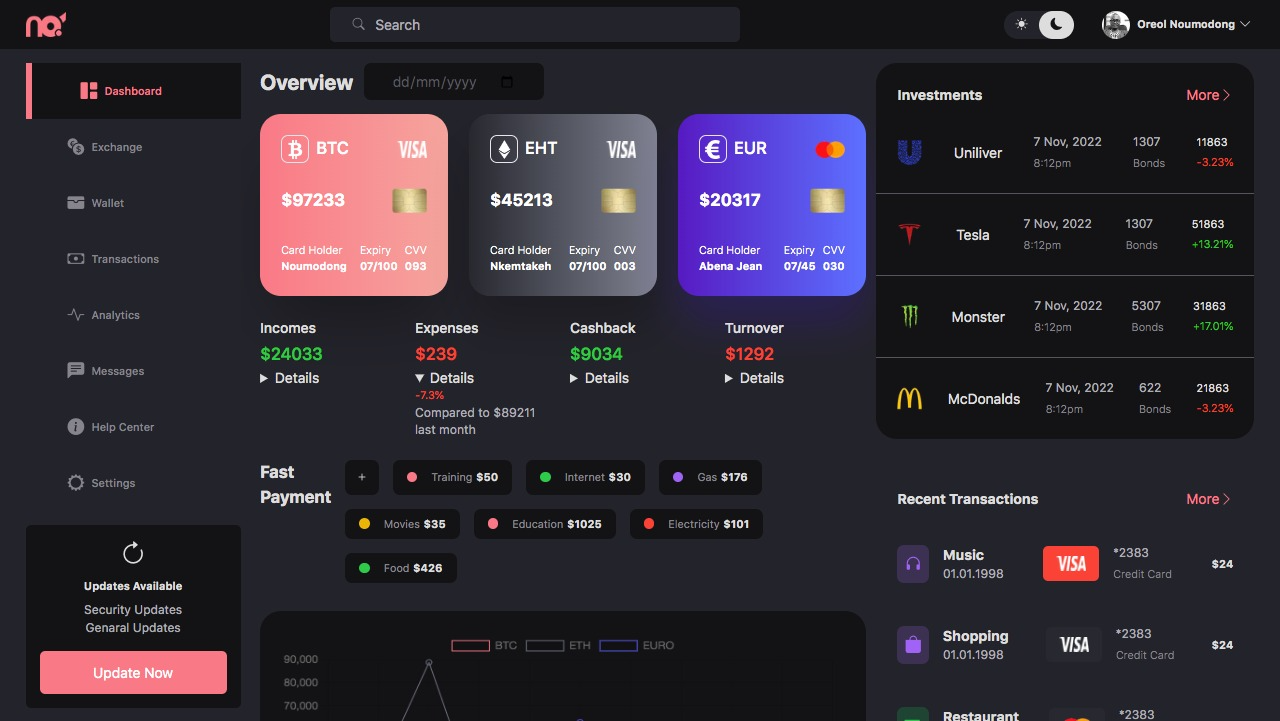 no!
Search
Oreol Noumodong
Dashboard
Exchange
Wallet
Transactions
Analytics
Messages
Help Center
Settings
Updates Available
Security Updates
Genaral Updates
Update Now
Overview
dd/mm/yyyy
BTC VISA
$97233
Card Holder Expiry CVV
Noumodong 07/100 093
EHT VISA
$45213
Card Holder Expiry CVV
Nkemtakeh 07/100 003
EUR
$20317
Card Holder Expiry CVV
Abena Jean 07/45 030
Incomes
$24033
Details
Expenses
$239
Details
-7.3%
Compared to $89211
last month
Cashback
$9034
Details
Turnover
$1292
Details
Fast
Payment
+
Training $50
Internet $30
Gas $176
Movies $35
Education $1025
Electricity $101
Food $426
BTC ETH EURO
90,000
80,000
70,000
Investments More
Uniliver
7 Nov, 2022 1307 11863
8:12pm Bonds -3.23%
Tesla
7 Nov, 2022 1307 51863
8:12pm Bonds +13.21%
Monster
7 Nov, 2022 5307 31863
8:12pm Bonds +17.01%
McDonalds
7 Nov, 2022 622 21863
8:12pm Bonds -3.23%
Recent Transactions More
Music
01.01.1998
VISA
*2383
Credit Card
$24
Shopping
01.01.1998
VISA
*2383
Credit Card
$24
Restaurant
*2383